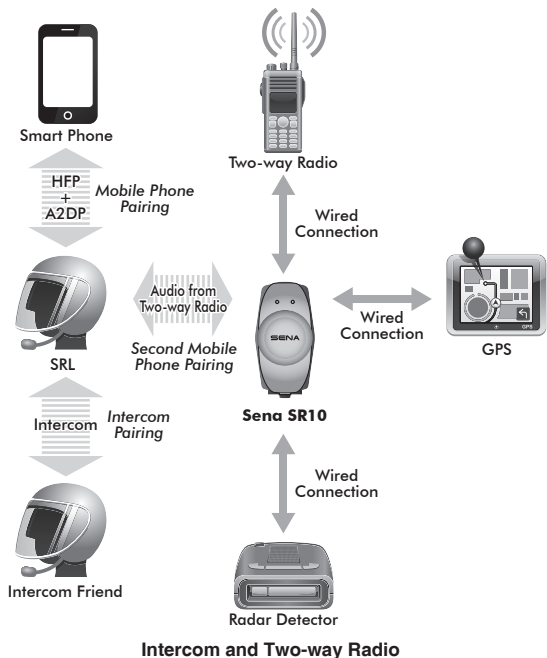 Smart Phone
Two-way Radio
HFP
+
A2DP
Mobile Phone
Pairing
Wired
Connection
Audio from
Two-way Radio
SENA
Wired
Connection
GPS
GPS
SRL
Second Mobile
Phone Pairing
Sena SR10
Intercom
Intercom
Pairing
Wired
Connection
Intercom Friend
Radar Detector
Intercom and Two-way Radio